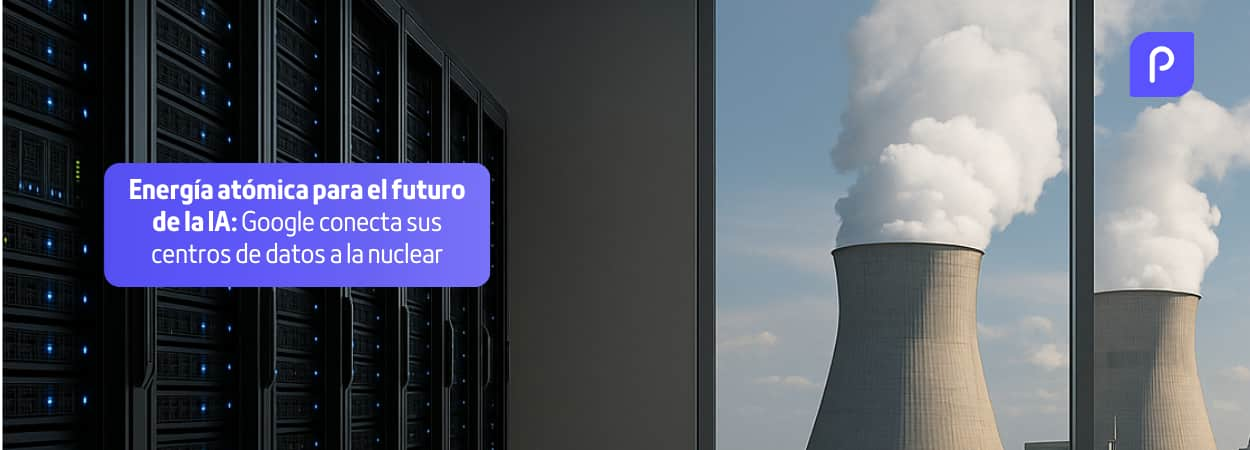 Energía atómica para el futuro
de la IA: Google conecta sus
centros de datos a la nuclear